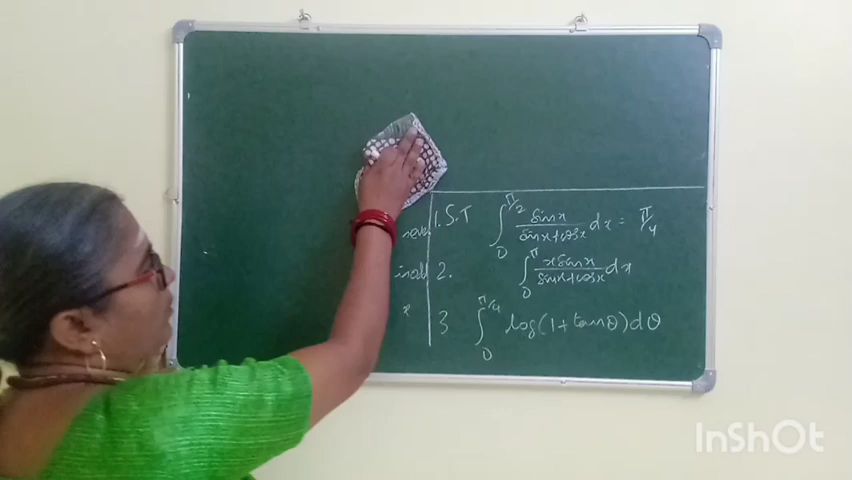 1. S.T ∫₀^{π/2} sinx/(sinx+cosx) dx = π/4
2. ∫₀^{π} xsinx/(sinx+cosx) dx
3 ∫₀^{π/4} log(1+tanθ)dθ
InShOt